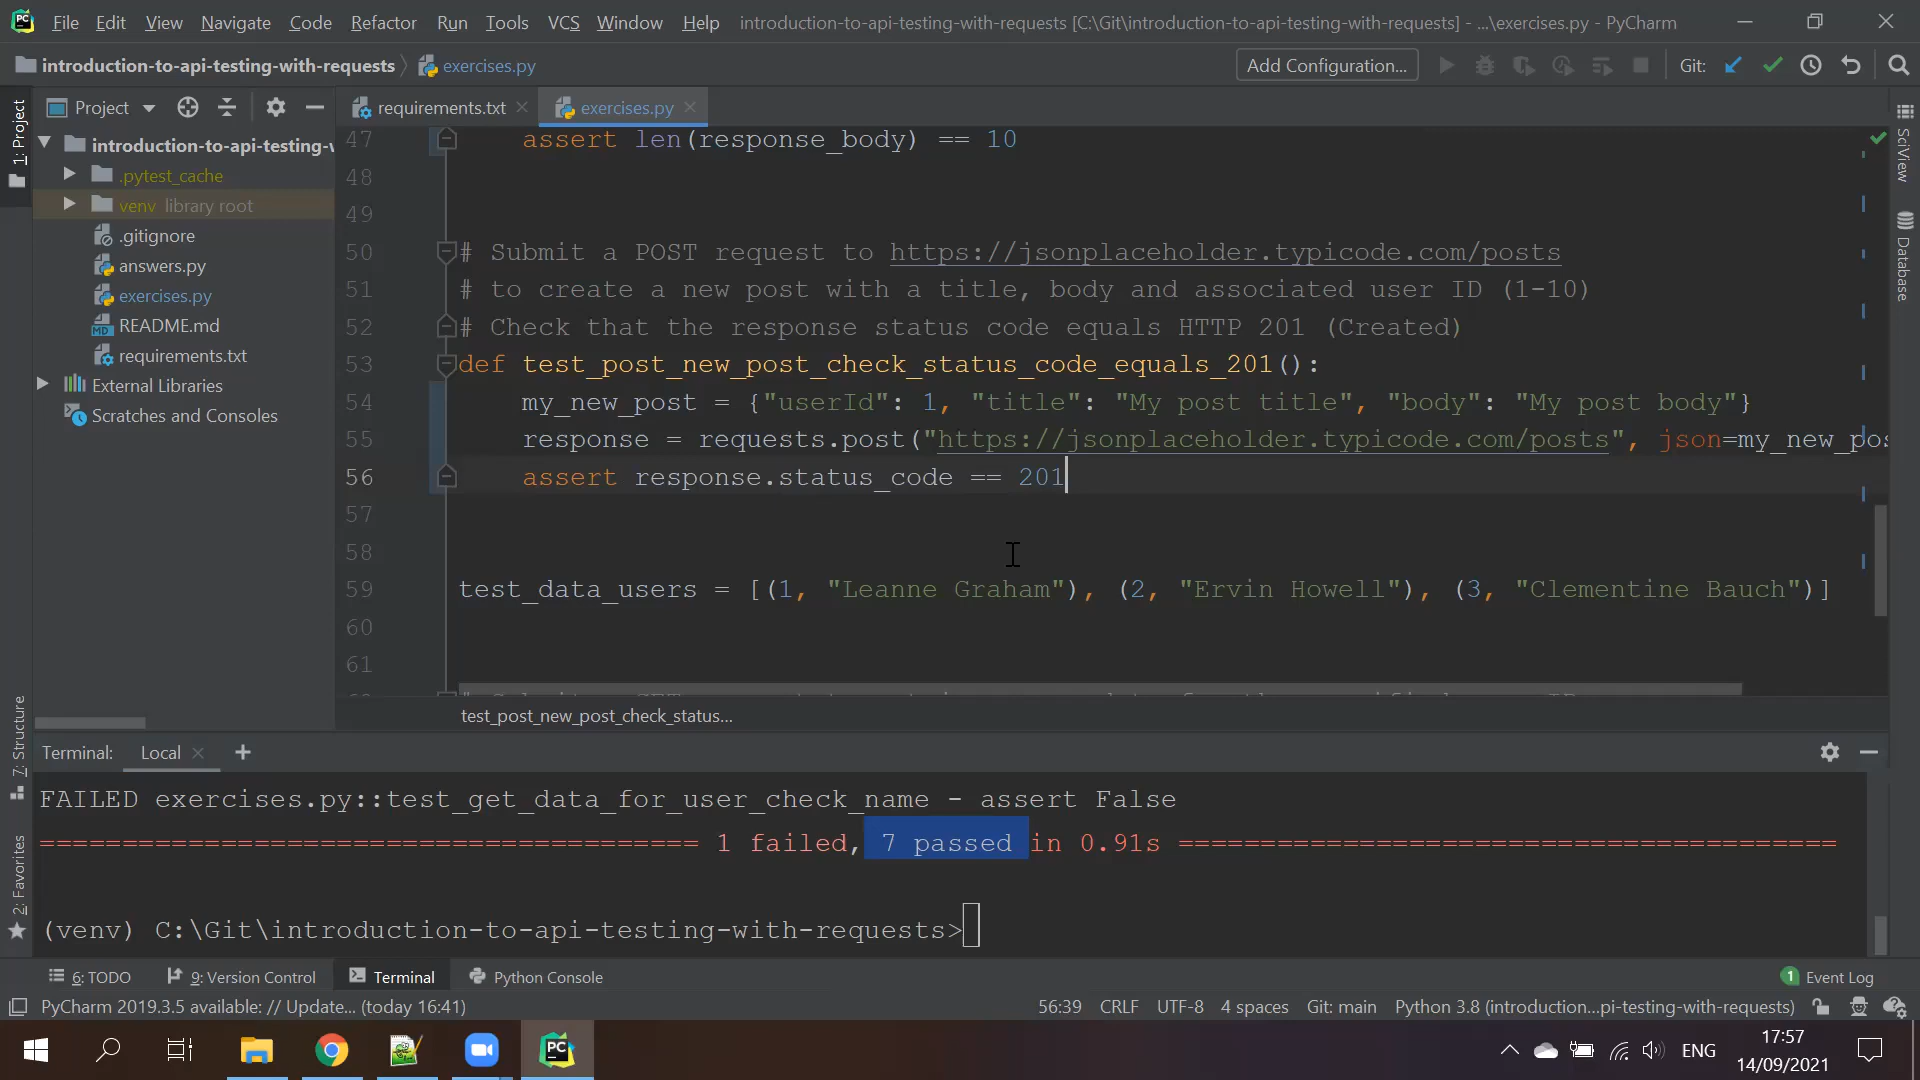 File Edit View Navigate Code Refactor Run Tools VCS Window Help introduction-to-api-testing-with-requests [C:\Git\introduction-to-api-testing-with-requests] - ...\exercises.py - PyCharm
introduction-to-api-testing-with-requests exercises.py Add Configuration... Git:
1: Project
Project
requirements.txt exercises.py
introduction-to-api-testing-w
.pytest_cache
venv library root
.gitignore
answers.py
exercises.py
README.md
requirements.txt
External Libraries
Scratches and Consoles
47 assert len(response_body) == 10
48
49
50 # Submit a POST request to https://jsonplaceholder.typicode.com/posts
51 # to create a new post with a title, body and associated user ID (1-10)
52 # Check that the response status code equals HTTP 201 (Created)
53 def test_post_new_post_check_status_code_equals_201():
54 my_new_post = {"userId": 1, "title": "My post title", "body": "My post body"}
55 response = requests.post("https://jsonplaceholder.typicode.com/posts", json=my_new_pos
56 assert response.status_code == 201
57
58
59 test_data_users = [(1, "Leanne Graham"), (2, "Ervin Howell"), (3, "Clementine Bauch")]
60
61
test_post_new_post_check_status...
SciView
Database
7: Structure
2: Favorites
Terminal: Local
FAILED exercises.py::test_get_data_for_user_check_name - assert False
===================================== 1 failed, 7 passed in 0.91s =====================================
(venv) C:\Git\introduction-to-api-testing-with-requests>
6: TODO 9: Version Control Terminal Python Console 1 Event Log
PyCharm 2019.3.5 available: // Update... (today 16:41) 56:39 CRLF UTF-8 4 spaces Git: main Python 3.8 (introduction...pi-testing-with-requests)
PC ENG 17:57
14/09/2021